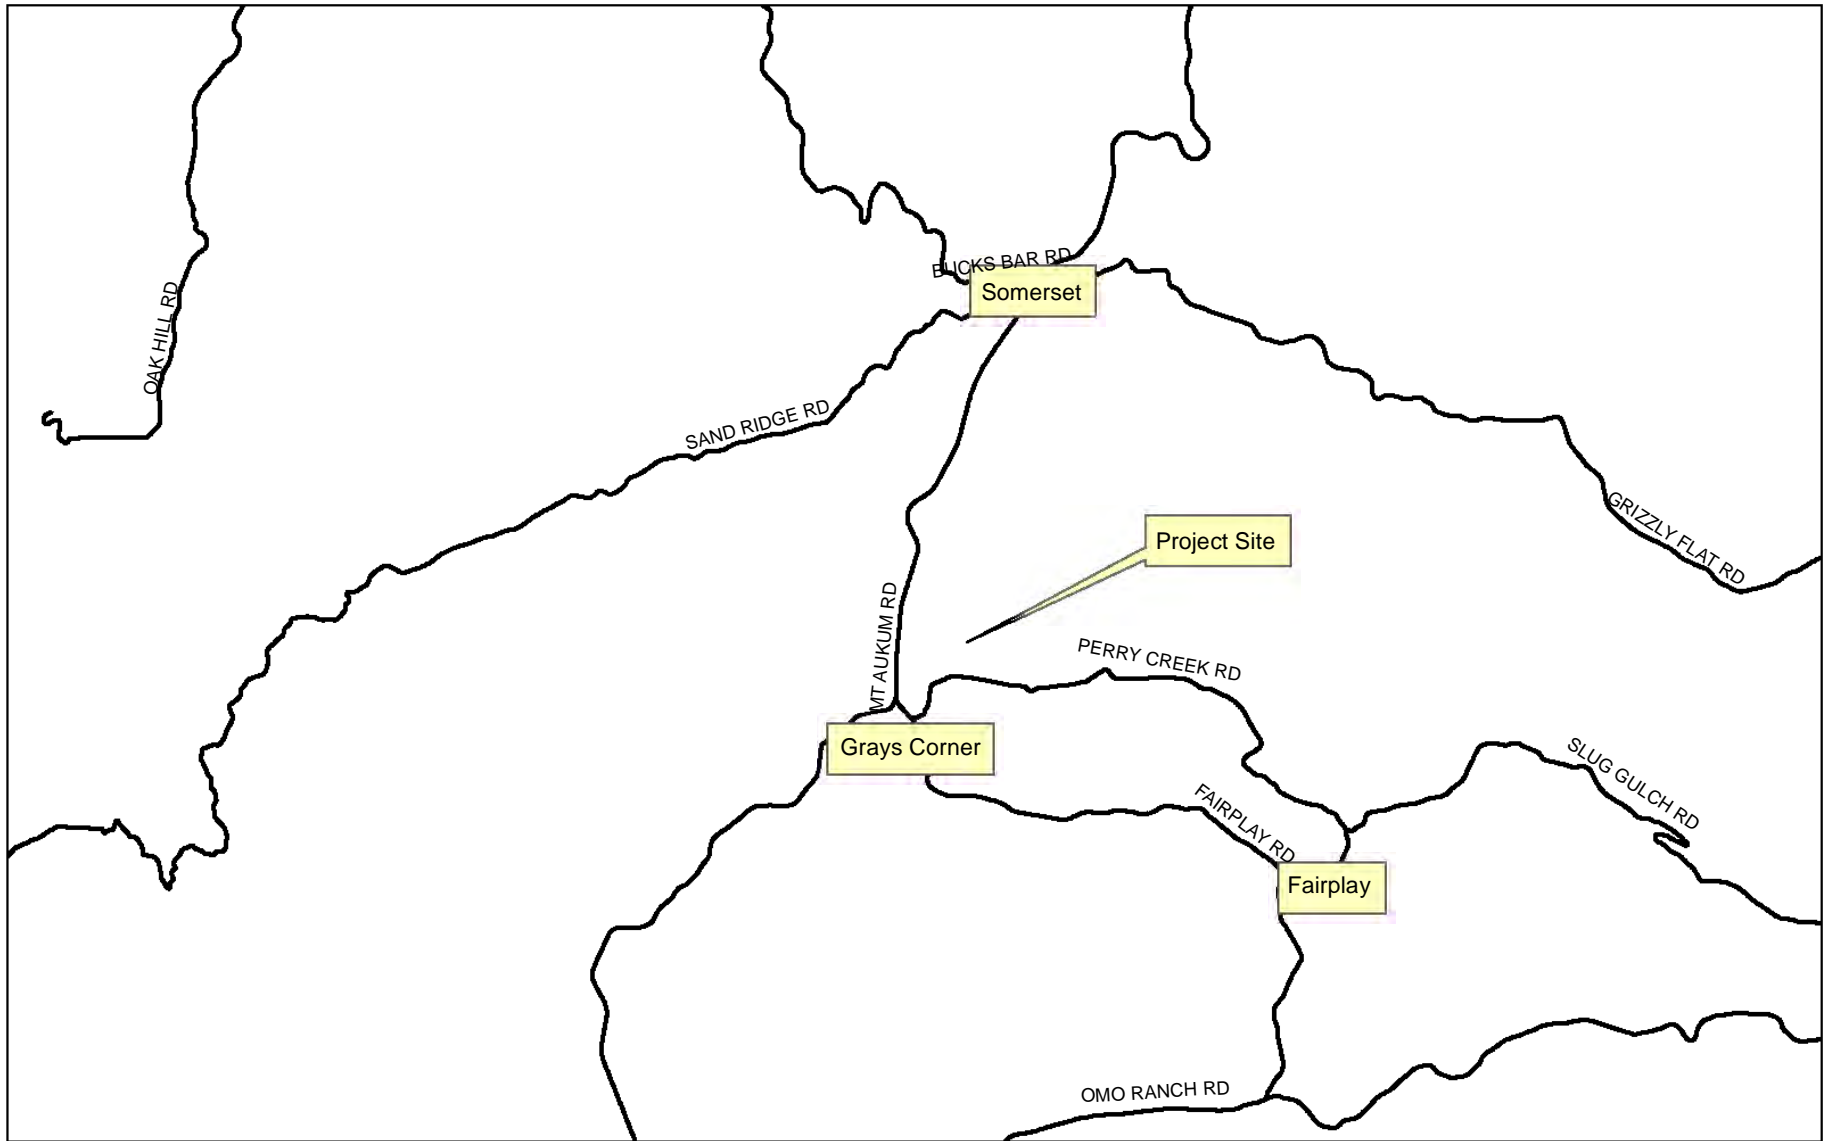 BUCKS BAR RD
Somerset
OAK HILL RD
SAND RIDGE RD
GRIZZLY FLAT RD
Project Site
MT AUKUM RD
PERRY CREEK RD
Grays Corner
SLUG GULCH RD
FAIRPLAY RD
Fairplay
OMO RANCH RD